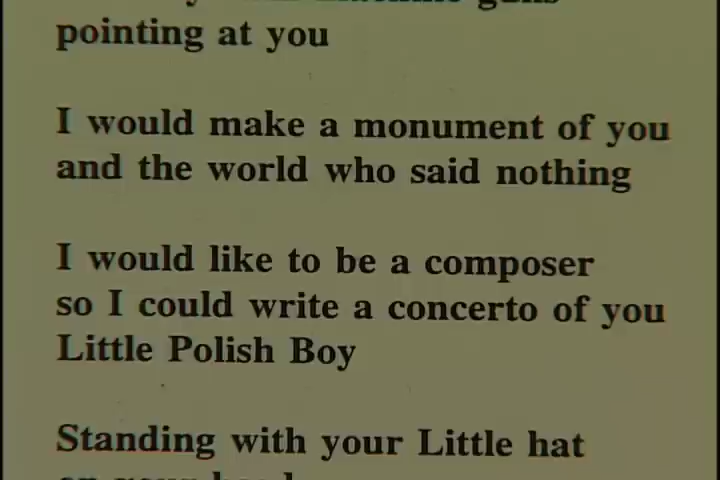 pointing at you
I would make a monument of you
and the world who said nothing
I would like to be a composer
so I could write a concerto of you
Little Polish Boy
Standing with your Little hat